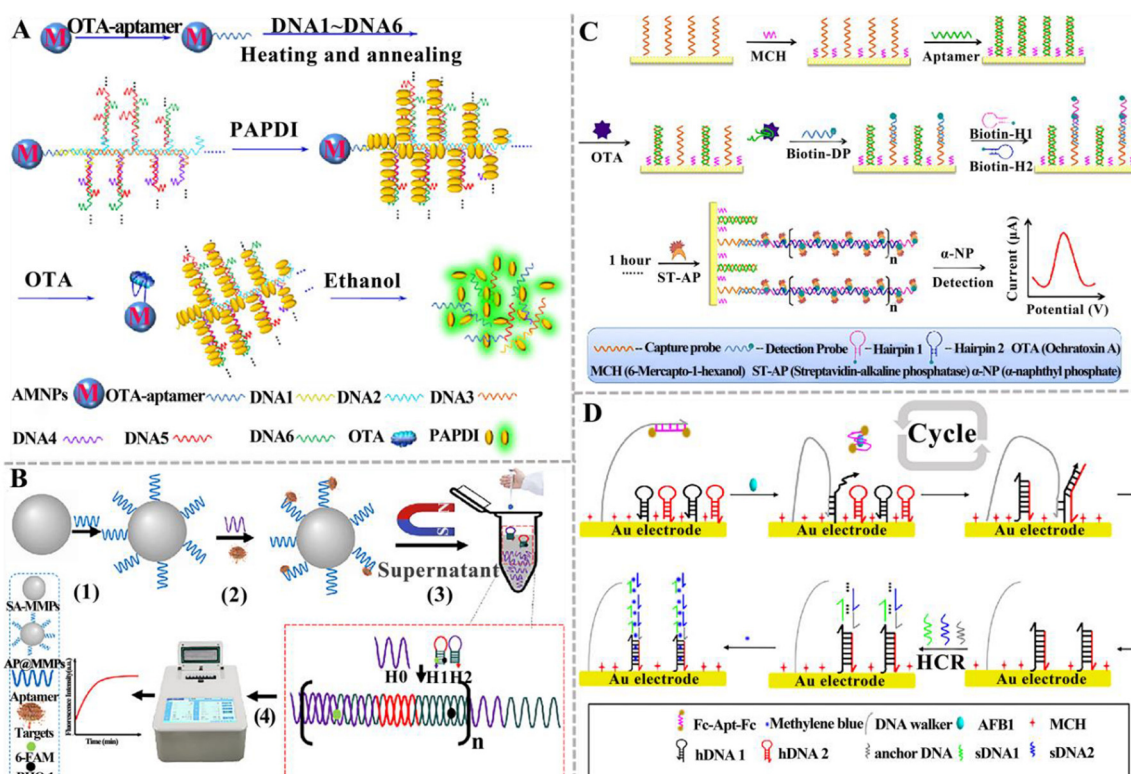 A
M
OTA-aptamer
M
DNA1~DNA6
Heating and annealing
M
PAPDI
M
OTA
M
Ethanol
AMNPs M OTA-aptamer DNA1 DNA2 DNA3
DNA4 DNA5 DNA6 OTA PAPDI
B
(1)
(2)
N
S
Supernatant
(3)
SA-MMPs
AP@MMPs
Aptamer
Targets
6-FAM
Fluorescence Intensity(a.u.)
Time (min)
(4)
H0 H1 H2
n
C
MCH
Aptamer
OTA
Biotin-DP
Biotin-H1
Biotin-H2
1 hour
......
ST-AP
n
n
α-NP
Detection
Current (μA)
Potential (V)
-- Capture probe -- Detection Probe -- Hairpin 1 -- Hairpin 2 OTA (Ochratoxin A)
MCH (6-Mercapto-1-hexanol) ST-AP (Streptavidin-alkaline phosphatase) α-NP (α-naphthyl phosphate)
D
Cycle
Au electrode
Au electrode
Au electrode
Au electrode
Au electrode
HCR
Au electrode
Fc-Apt-Fc Methylene blue DNA walker AFB1 MCH
hDNA 1 hDNA 2 anchor DNA sDNA1 sDNA2